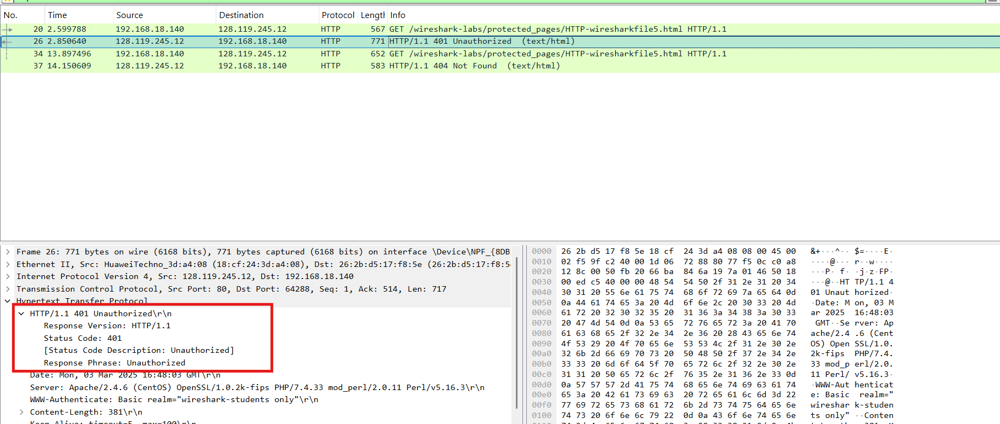 No. Time Source Destination Protocol Length Info
20 2.599788 192.168.18.140 128.119.245.12 HTTP 567 GET /wireshark-labs/protected_pages/HTTP-wiresharkfile5.html HTTP/1.1
26 2.850640 128.119.245.12 192.168.18.140 HTTP 771 HTTP/1.1 401 Unauthorized  (text/html)
34 13.897496 192.168.18.140 128.119.245.12 HTTP 652 GET /wireshark-labs/protected_pages/HTTP-wiresharkfile5.html HTTP/1.1
37 14.150609 128.119.245.12 192.168.18.140 HTTP 583 HTTP/1.1 404 Not Found  (text/html)
Frame 26: 771 bytes on wire (6168 bits), 771 bytes captured (6168 bits) on interface \Device\NPF_{8DB
Ethernet II, Src: HuaweiTechno_3d:a4:08 (18:cf:24:3d:a4:08), Dst: 26:2b:d5:17:f8:5e (26:2b:d5:17:f8:5e
Internet Protocol Version 4, Src: 128.119.245.12, Dst: 192.168.18.140
Transmission Control Protocol, Src Port: 80, Dst Port: 64288, Seq: 1, Ack: 514, Len: 717
Hypertext Transfer Protocol
HTTP/1.1 401 Unauthorized\r\n
Response Version: HTTP/1.1
Status Code: 401
[Status Code Description: Unauthorized]
Response Phrase: Unauthorized
Date: Mon, 03 Mar 2025 16:48:03 GMT\r\n
Server: Apache/2.4.6 (CentOS) OpenSSL/1.0.2k-fips PHP/7.4.33 mod_perl/2.0.11 Perl/v5.16.3\r\n
WWW-Authenticate: Basic realm="wireshark-students only"\r\n
Content-Length: 381\r\n
Keep-Alive: timeout=5, max=100\r\n
0000 26 2b d5 17 f8 5e 18 cf 24 3d a4 08 08 00 45 00 &+···^·· $=····E·
0010 02 f5 9f c2 40 00 1d 06 72 88 80 77 f5 0c c0 a8 ····@··· r··w····
0020 12 8c 00 50 fb 20 66 ba 84 6a 19 7a 01 46 50 18 ···P· f· ·j·z·FP·
0030 00 ed c5 40 00 00 48 54 54 50 2f 31 2e 31 20 34 ···@··HT TP/1.1 4
0040 30 31 20 55 6e 61 75 74 68 6f 72 69 7a 65 64 0d 01 Unaut horized·
0050 0a 44 61 74 65 3a 20 4d 6f 6e 2c 20 30 33 20 4d ·Date: M on, 03 M
0060 61 72 20 32 30 32 35 20 31 36 3a 34 38 3a 30 33 ar 2025 16:48:03
0070 20 47 4d 54 0d 0a 53 65 72 76 65 72 3a 20 41 70 GMT··Se rver: Ap
0080 61 63 68 65 2f 32 2e 34 2e 36 20 28 43 65 6e 74 ache/2.4 .6 (Cent
0090 4f 53 29 20 4f 70 65 6e 53 53 4c 2f 31 2e 30 2e OS) Open SSL/1.0.
00a0 32 6b 2d 66 69 70 73 20 50 48 50 2f 37 2e 34 2e 2k-fips PHP/7.4.
00b0 33 33 20 6d 6f 64 5f 70 65 72 6c 2f 32 2e 30 2e 33 mod_p erl/2.0.
00c0 31 31 20 50 65 72 6c 2f 76 35 2e 31 36 2e 33 0d 11 Perl/ v5.16.3·
00d0 0a 57 57 57 2d 41 75 74 68 65 6e 74 69 63 61 74 ·WWW-Aut henticat
00e0 65 3a 20 42 61 73 69 63 20 72 65 61 6c 6d 3d 22 e: Basic realm="
00f0 77 69 72 65 73 68 61 72 6b 2d 73 74 75 64 65 6e wireshar k-studen
0100 74 73 20 6f 6e 6c 79 22 0d 0a 43 6f 6e 74 65 6e ts only" ··Conten